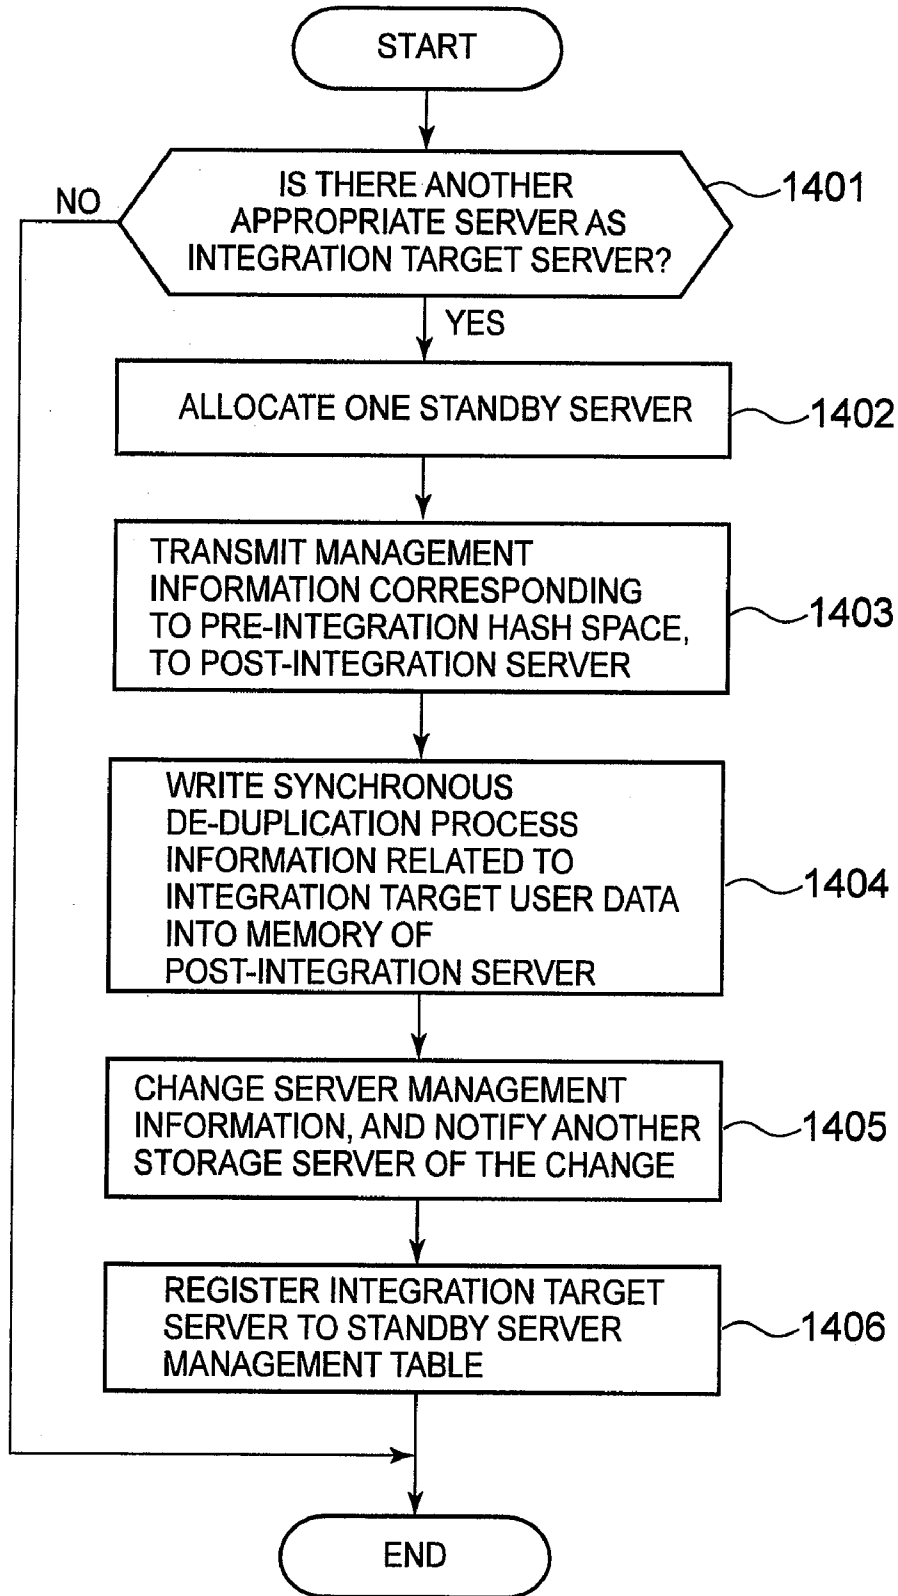 START
IS THERE ANOTHER
APPROPRIATE SERVER AS
INTEGRATION TARGET SERVER?
1401
NO
YES
ALLOCATE ONE STANDBY SERVER
1402
TRANSMIT MANAGEMENT
INFORMATION CORRESPONDING
TO PRE-INTEGRATION HASH SPACE,
TO POST-INTEGRATION SERVER
1403
WRITE SYNCHRONOUS
DE-DUPLICATION PROCESS
INFORMATION RELATED TO
INTEGRATION TARGET USER DATA
INTO MEMORY OF
POST-INTEGRATION SERVER
1404
CHANGE SERVER MANAGEMENT
INFORMATION, AND NOTIFY ANOTHER
STORAGE SERVER OF THE CHANGE
1405
REGISTER INTEGRATION TARGET
SERVER TO STANDBY SERVER
MANAGEMENT TABLE
1406
END